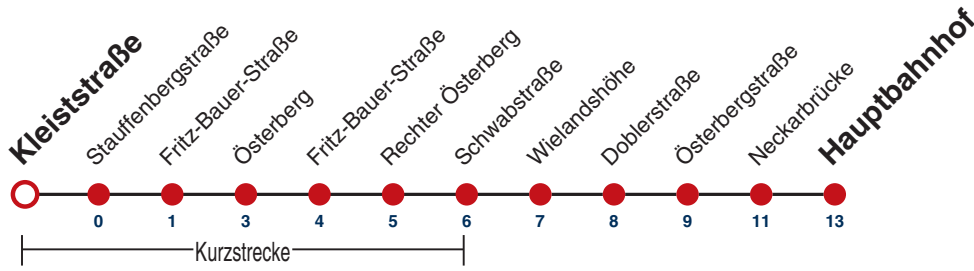 Kleiststraße
Stauffenbergstraße
Fritz-Bauer-Straße
Österberg
Fritz-Bauer-Straße
Rechter Österberg
Schwabstraße
Wielandshöhe
Doblerstraße
Österbergstraße
Neckarbrücke
Hauptbahnhof
0 1 3 4 5 6 7 8 9 11 13
Kurzstrecke